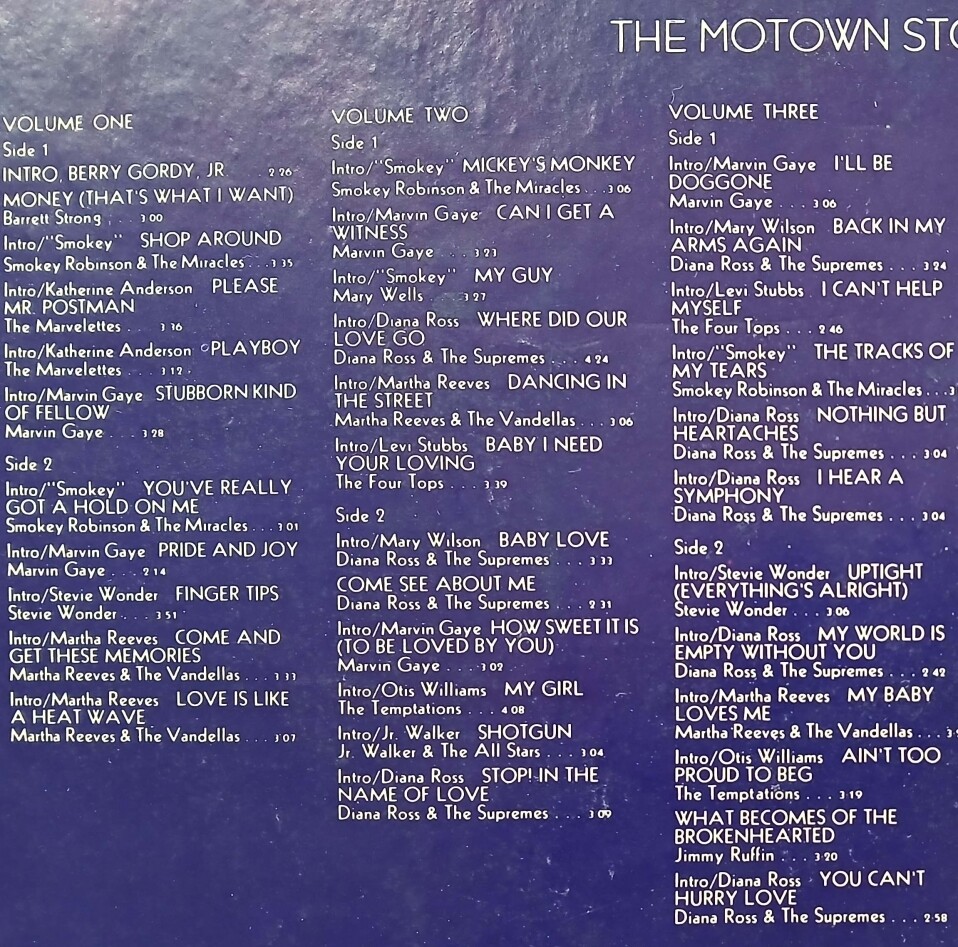 THE MOTOWN
VOLUME ONE
Side 1
INTRO, BERRY GORDY, JR. 2 26
MONEY (THAT'S WHAT I WANT)
Barrett Strong . . . 3 00
Intro/"Smokey" SHOP AROUND
Smokey Robinson & The Miracles . . . 3 35
Intro/Katherine Anderson PLEASE
MR. POSTMAN
The Marvelettes . . . 3 16
Intro/Katherine Anderson PLAYBOY
The Marvelettes . . . 3 12
Intro/Marvin Gaye STUBBORN KIND
OF FELLOW
Marvin Gaye . . . 3 28
Side 2
Intro/"Smokey" YOU'VE REALLY
GOT A HOLD ON ME
Smokey Robinson & The Miracles . . . 3 01
Intro/Marvin Gaye PRIDE AND JOY
Marvin Gaye . . . 2 14
Intro/Stevie Wonder FINGER TIPS
Stevie Wonder . . . 3 51
Intro/Martha Reeves COME AND
GET THESE MEMORIES
Martha Reeves & The Vandellas . . . 3 33
Intro/Martha Reeves LOVE IS LIKE
A HEAT WAVE
Martha Reeves & The Vandellas . . . 3 07
VOLUME TWO
Side 1
Intro/"Smokey" MICKEY'S MONKEY
Smokey Robinson & The Miracles . . . 3 06
Intro/Marvin Gaye CAN I GET A
WITNESS
Marvin Gaye . . . 3 23
Intro/"Smokey" MY GUY
Mary Wells . . . 3 27
Intro/Diana Ross WHERE DID OUR
LOVE GO
Diana Ross & The Supremes . . . 4 24
Intro/Martha Reeves DANCING IN
THE STREET
Martha Reeves & The Vandellas . . . 3 06
Intro/Levi Stubbs BABY I NEED
YOUR LOVING
The Four Tops . . . 3 39
Side 2
Intro/Mary Wilson BABY LOVE
Diana Ross & The Supremes . . . 3 33
COME SEE ABOUT ME
Diana Ross & The Supremes . . . 2 31
Intro/Marvin Gaye HOW SWEET IT IS
(TO BE LOVED BY YOU)
Marvin Gaye . . . 3 02
Intro/Otis Williams MY GIRL
The Temptations . . . 4 08
Intro/Jr. Walker SHOTGUN
Jr. Walker & The All Stars . . . 3 04
Intro/Diana Ross STOP! IN THE
NAME OF LOVE
Diana Ross & The Supremes . . . 3 09
VOLUME THREE
Side 1
Intro/Marvin Gaye I'LL BE
DOGGONE
Marvin Gaye . . . 3 06
Intro/Mary Wilson BACK IN MY
ARMS AGAIN
Diana Ross & The Supremes . . . 3 24
Intro/Levi Stubbs I CAN'T HELP
MYSELF
The Four Tops . . . 2 46
Intro/"Smokey" THE TRACKS OF
MY TEARS
Smokey Robinson & The Miracles . . . 3
Intro/Diana Ross NOTHING BUT
HEARTACHES
Diana Ross & The Supremes . . . 3 04
Intro/Diana Ross I HEAR A
SYMPHONY
Diana Ross & The Supremes . . . 3 04
Side 2
Intro/Stevie Wonder UPTIGHT
(EVERYTHING'S ALRIGHT)
Stevie Wonder . . . 3 06
Intro/Diana Ross MY WORLD IS
EMPTY WITHOUT YOU
Diana Ross & The Supremes . . . 2 42
Intro/Martha Reeves MY BABY
LOVES ME
Martha Reeves & The Vandellas . . . 3
Intro/Otis Williams AIN'T TOO
PROUD TO BEG
The Temptations . . . 3 19
WHAT BECOMES OF THE
BROKENHEARTED
Jimmy Ruffin . . . 3 20
Intro/Diana Ross YOU CAN'T
HURRY LOVE
Diana Ross & The Supremes . . . 2 58